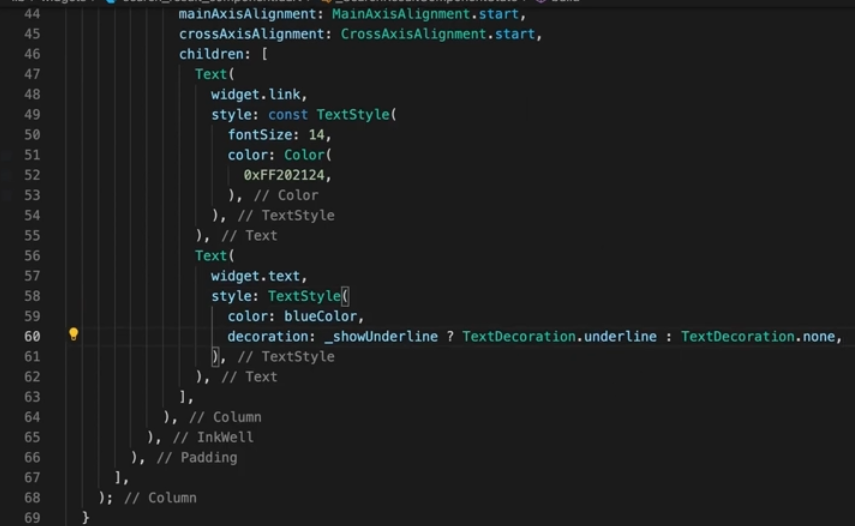 44 mainAxisAlignment: MainAxisAlignment.start,
45 crossAxisAlignment: CrossAxisAlignment.start,
46 children: [
47 Text(
48 widget.link,
49 style: const TextStyle(
50 fontSize: 14,
51 color: Color(
52 0xFF202124,
53 ), // Color
54 ), // TextStyle
55 ), // Text
56 Text(
57 widget.text,
58 style: TextStyle(
59 color: blueColor,
60 decoration: _showUnderline ? TextDecoration.underline : TextDecoration.none,
61 ), // TextStyle
62 ), // Text
63 ],
64 ), // Column
65 ), // InkWell
66 ), // Padding
67 ],
68 ); // Column
69 }